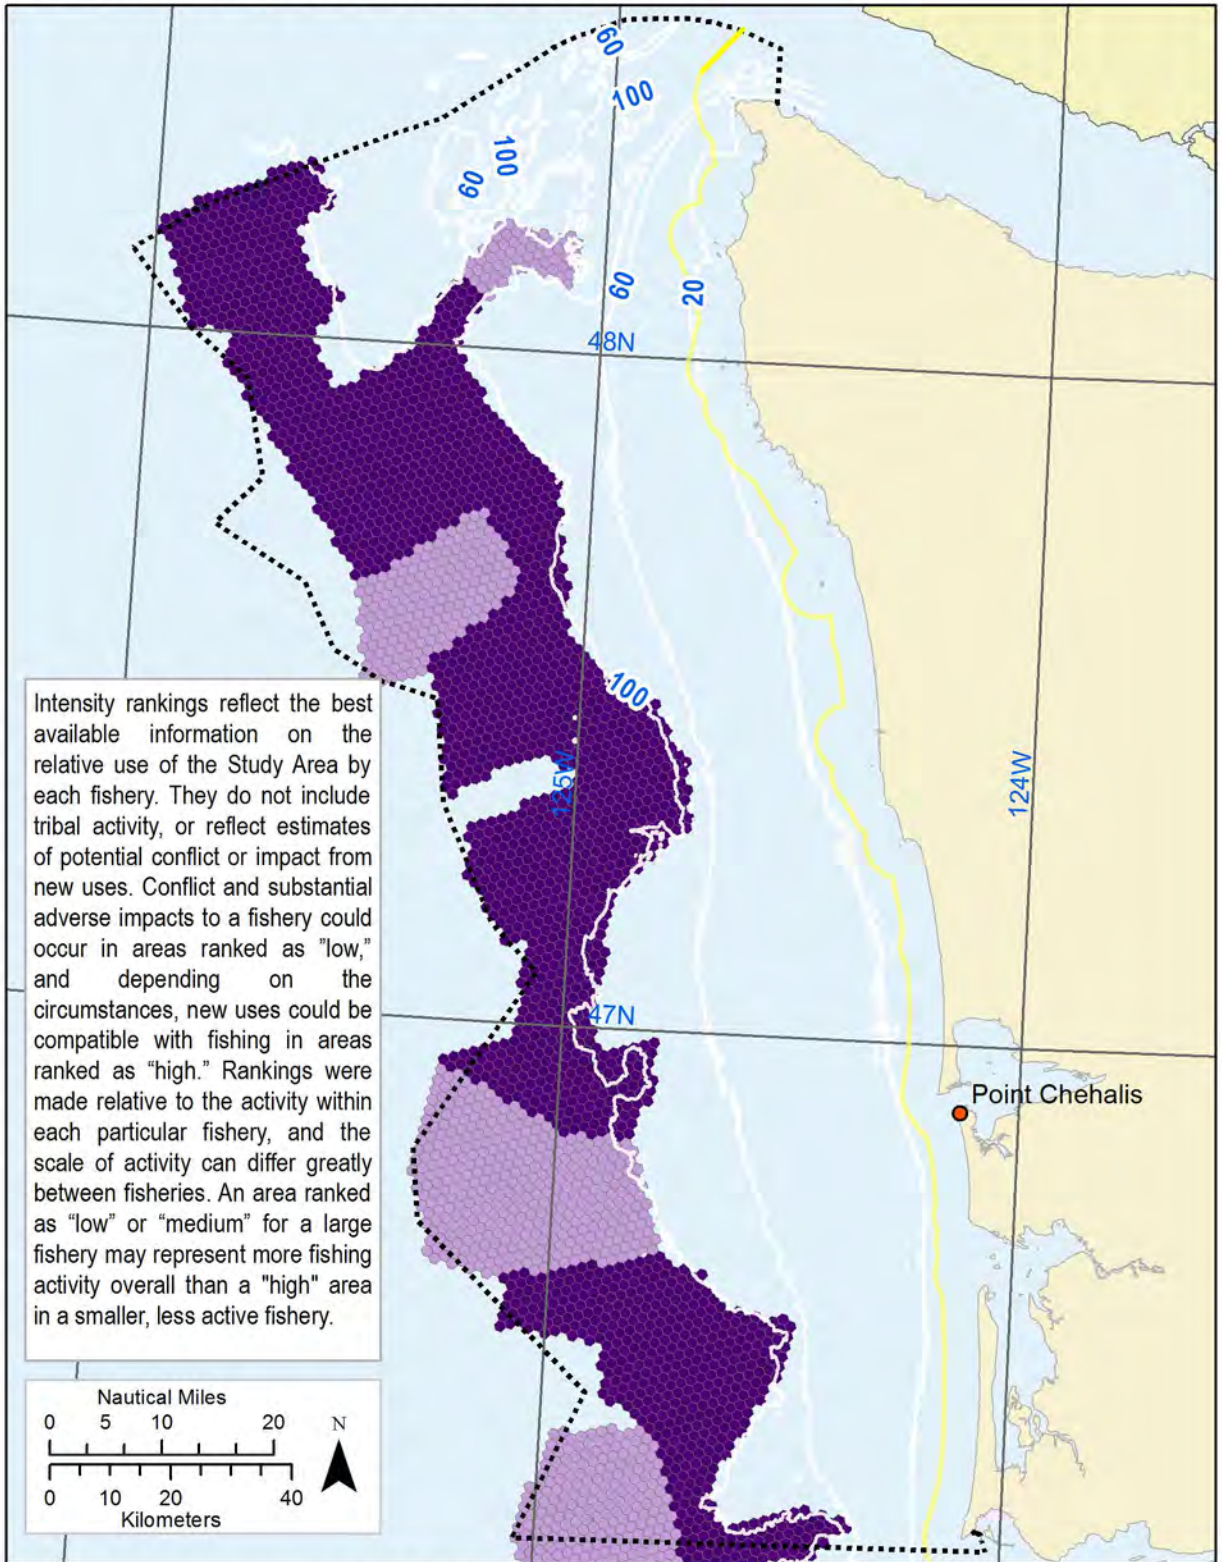 60
100
100
60
60
20
48N
100
125W
124W
47N
Point Chehalis
Intensity rankings reflect the best
available information on the
relative use of the Study Area by
each fishery. They do not include
tribal activity, or reflect estimates
of potential conflict or impact from
new uses. Conflict and substantial
adverse impacts to a fishery could
occur in areas ranked as "low,"
and depending on the
circumstances, new uses could be
compatible with fishing in areas
ranked as "high." Rankings were
made relative to the activity within
each particular fishery, and the
scale of activity can differ greatly
between fisheries. An area ranked
as "low" or "medium" for a large
fishery may represent more fishing
activity overall than a "high" area
in a smaller, less active fishery.
Nautical Miles
0 5 10 20
N
0 10 20 40
Kilometers